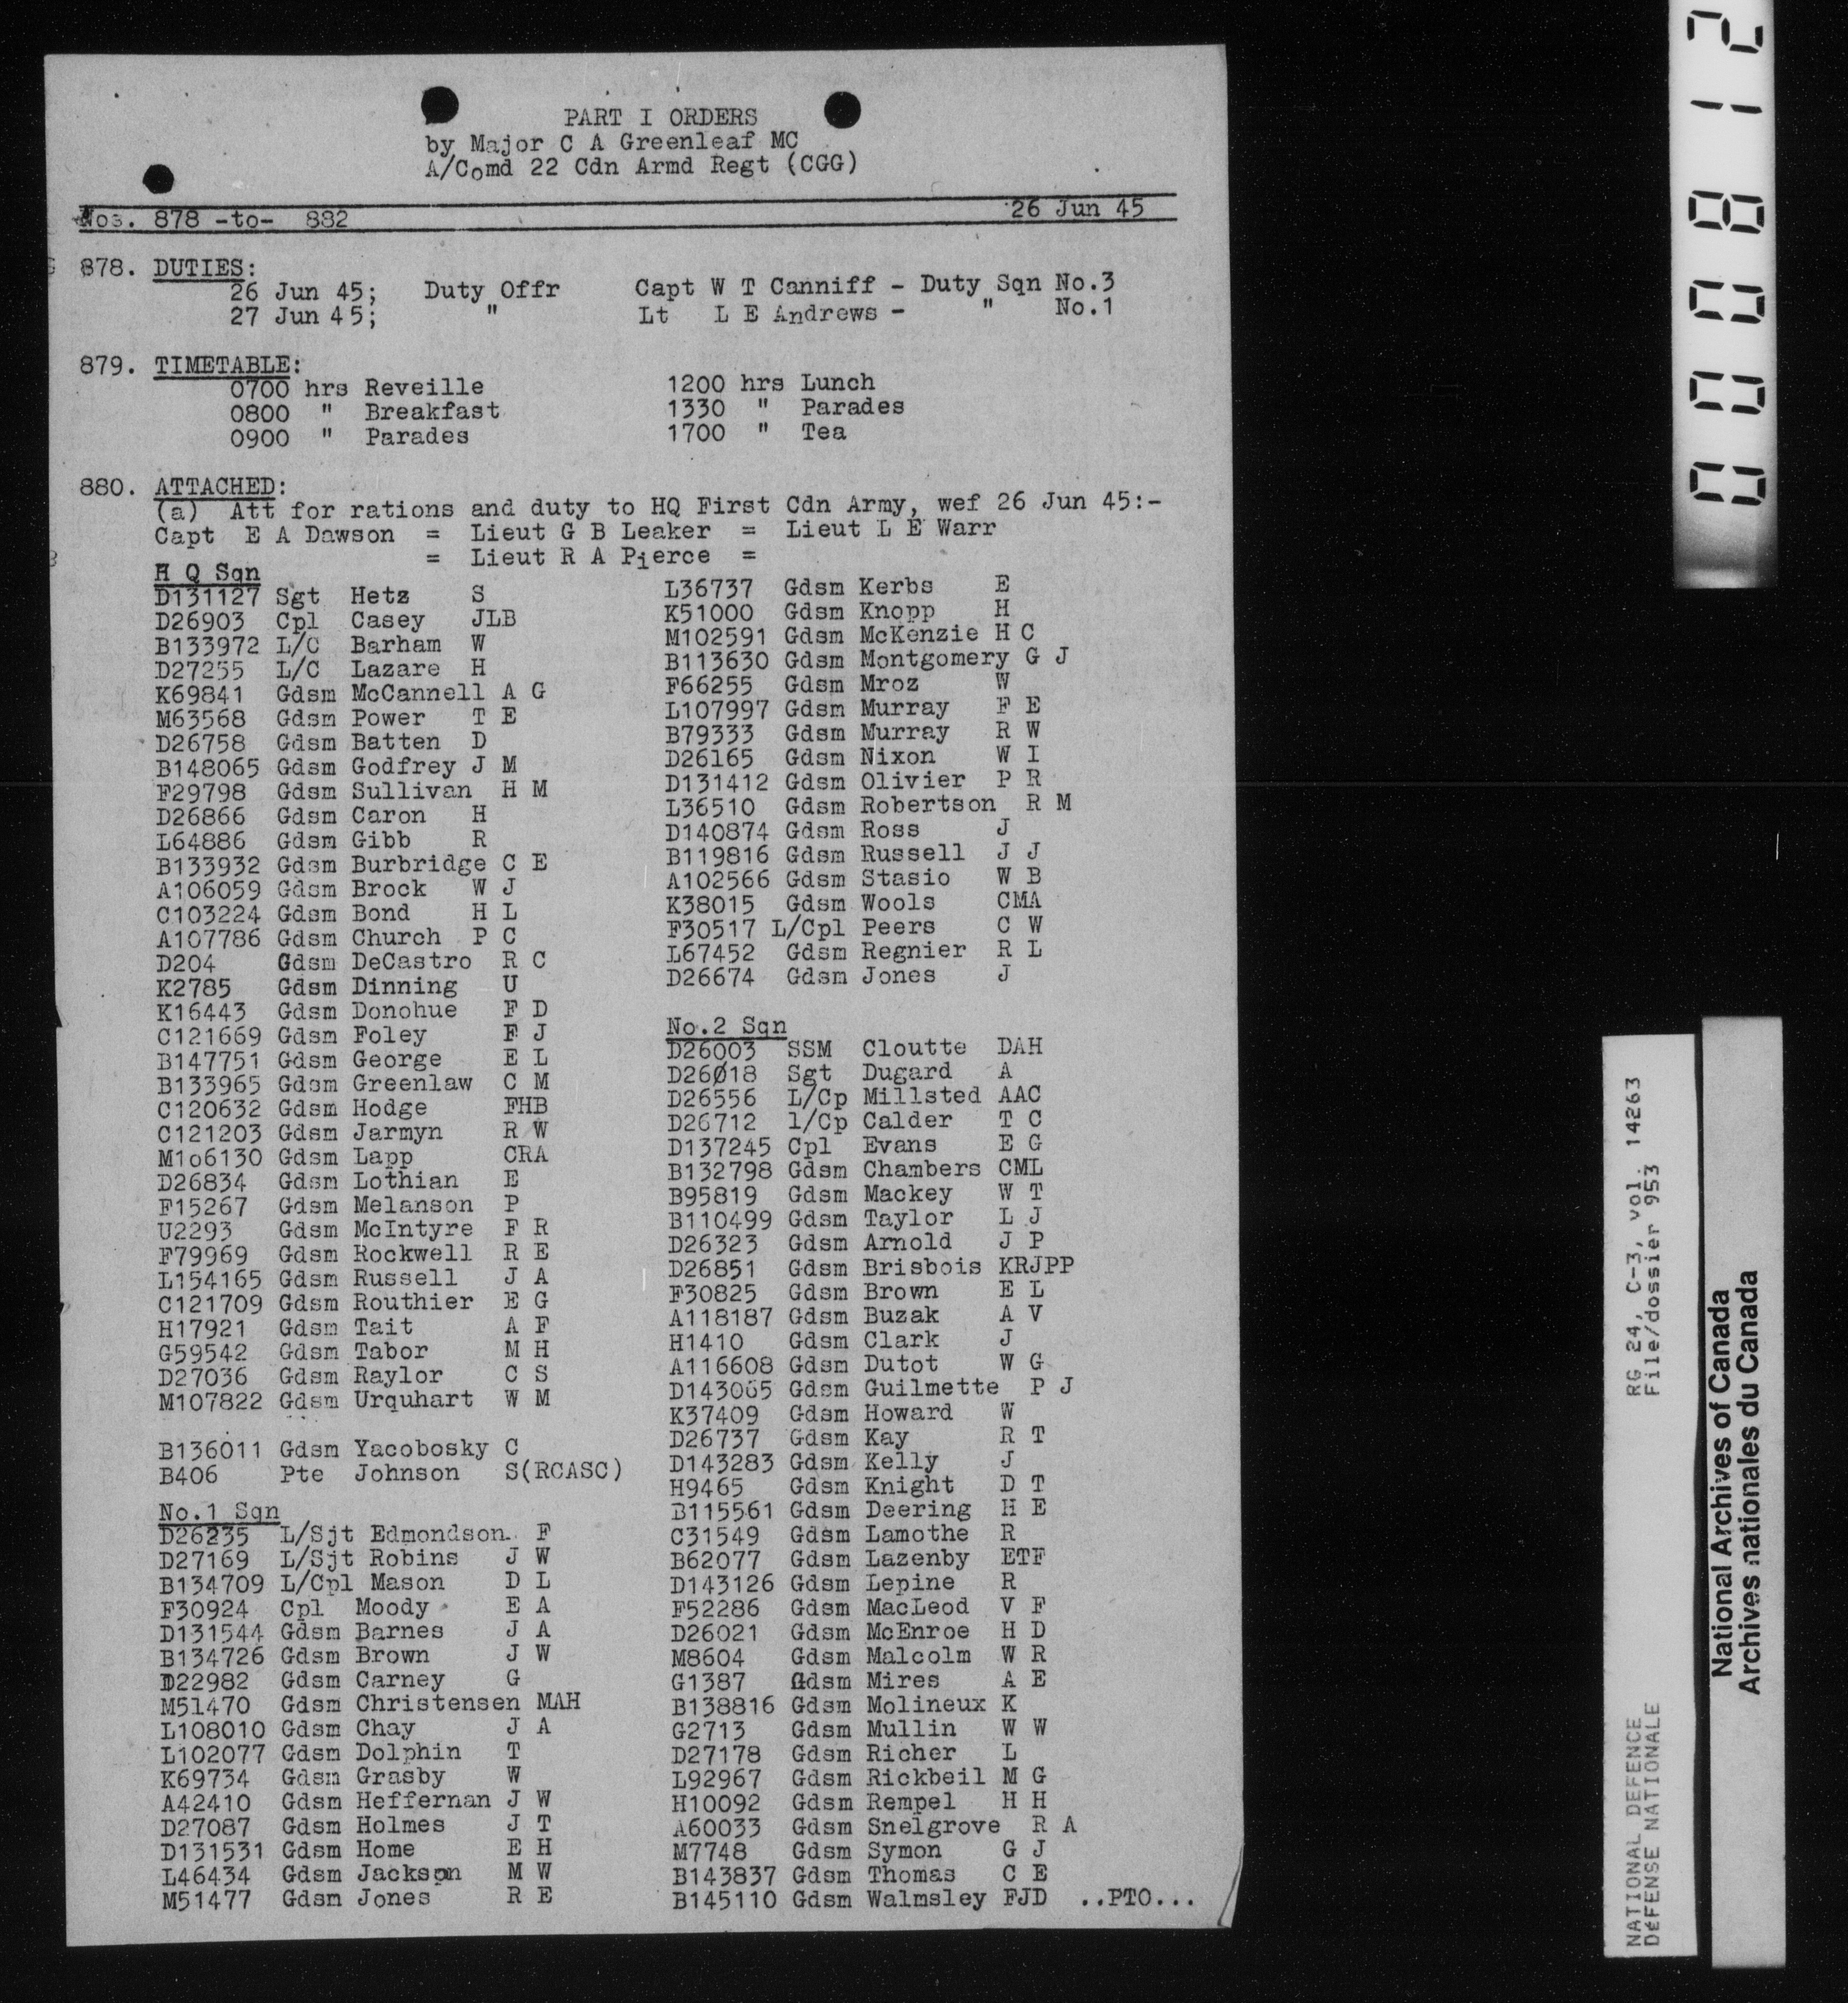 PART I ORDERS
by Major C A Greenleaf MC
A/Comd 22 Cdn Armd Regt (CGG)
Nos. 878 -to- 882 26 Jun 45
878. DUTIES:
26 Jun 45; Duty Offr Capt W T Canniff - Duty Sqn No.3
27 Jun 45; " Lt L E Andrews - " No.1
879. TIMETABLE:
0700 hrs Reveille 1200 hrs Lunch
0800 " Breakfast 1330 " Parades
0900 " Parades 1700 " Tea
880. ATTACHED:
(a) Att for rations and duty to HQ First Cdn Army, wef 26 Jun 45:-
Capt E A Dawson = Lieut G B Leaker = Lieut L E Warr
= Lieut R A Pierce =
H Q Sqn
D131127 Sgt Hetz S
D26903 Cpl Casey JLB
B133972 L/C Barham W
D27255 L/C Lazare H
K69841 Gdsm McCannell A G
M63568 Gdsm Power T E
D26758 Gdsm Batten D
B148065 Gdsm Godfrey J M
F29798 Gdsm Sullivan H M
D26866 Gdsm Caron H
L64886 Gdsm Gibb R
B133932 Gdsm Burbridge C E
A106059 Gdsm Brock W J
C103224 Gdsm Bond H L
A107786 Gdsm Church P C
D204 Gdsm DeCastro R C
K2785 Gdsm Dinning U
K16443 Gdsm Donohue F D
C121669 Gdsm Foley F J
B147751 Gdsm George E L
B133965 Gdsm Greenlaw C M
C120632 Gdsm Hodge FHB
C121203 Gdsm Jarmyn R W
M1o6130 Gdsm Lapp CRA
D26834 Gdsm Lothian E
F15267 Gdsm Melanson P
U2293 Gdsm McIntyre F R
F79969 Gdsm Rockwell R E
L154165 Gdsm Russell J A
C121709 Gdsm Routhier E G
H17921 Gdsm Tait A F
G59542 Gdsm Tabor M H
D27036 Gdsm Raylor C S
M107822 Gdsm Urquhart W M
B136011 Gdsm Yacobosky C
B406 Pte Johnson S(RCASC)
No.1 Sqn
D26235 L/Sjt Edmondson F
D27169 L/Sjt Robins J W
B134709 L/Cpl Mason D L
F30924 Cpl Moody E A
D131544 Gdsm Barnes J A
B134726 Gdsm Brown J W
D22982 Gdsm Carney G
M51470 Gdsm Christensen MAH
L108010 Gdsm Chay J A
L102077 Gdsm Dolphin T
K69734 Gdsm Grasby W
A42410 Gdsm Heffernan J W
D27087 Gdsm Holmes J T
D131531 Gdsm Home E H
L46434 Gdsm Jackson M W
M51477 Gdsm Jones R E
L36737 Gdsm Kerbs E
K51000 Gdsm Knopp H
M102591 Gdsm McKenzie H C
B113630 Gdsm Montgomery G J
F66255 Gdsm Mroz W
L107997 Gdsm Murray F E
B79333 Gdsm Murray R W
D26165 Gdsm Nixon W I
D131412 Gdsm Olivier P R
L36510 Gdsm Robertson R M
D140874 Gdsm Ross J
B119816 Gdsm Russell J J
A102566 Gdsm Stasio W B
K38015 Gdsm Wools CMA
F30517 L/Cpl Peers C W
L67452 Gdsm Regnier R L
D26674 Gdsm Jones J
No.2 Sqn
D26003 SSM Cloutte DAH
D26018 Sgt Dugard A
D26556 L/Cp Millsted AAC
D26712 l/Cp Calder T C
D137245 Cpl Evans E G
B132798 Gdsm Chambers CML
B95819 Gdsm Mackey W T
B110499 Gdsm Taylor L J
D26323 Gdsm Arnold J P
D26851 Gdsm Brisbois KRJPP
F30825 Gdsm Brown E L
A118187 Gdsm Buzak A V
H1410 Gdsm Clark J
A116608 Gdsm Dutot W G
D143065 Gdsm Guilmette P J
K37409 Gdsm Howard W
D26737 Gdsm Kay R T
D143283 Gdsm Kelly J
H9465 Gdsm Knight D T
B115561 Gdsm Deering H E
C31549 Gdsm Lamothe R
B62077 Gdsm Lazenby ETF
D143126 Gdsm Lepine R
F52286 Gdsm MacLeod V F
D26021 Gdsm McEnroe H D
M8604 Gdsm Malcolm W R
G1387 Gdsm Mires A E
B138816 Gdsm Molineux K
G2713 Gdsm Mullin W W
D27178 Gdsm Richer L
L92967 Gdsm Rickbeil M G
H10092 Gdsm Rempel H H
A60033 Gdsm Snelgrove R A
M7748 Gdsm Symon G J
B143837 Gdsm Thomas C E
B145110 Gdsm Walmsley FJD ..PTO...
000812
NATIONAL DEFENCE RG 24, C-3, vol. 14263
DÉFENSE NATIONALE File/dossier 953
National Archives of Canada
Archives nationales du Canada